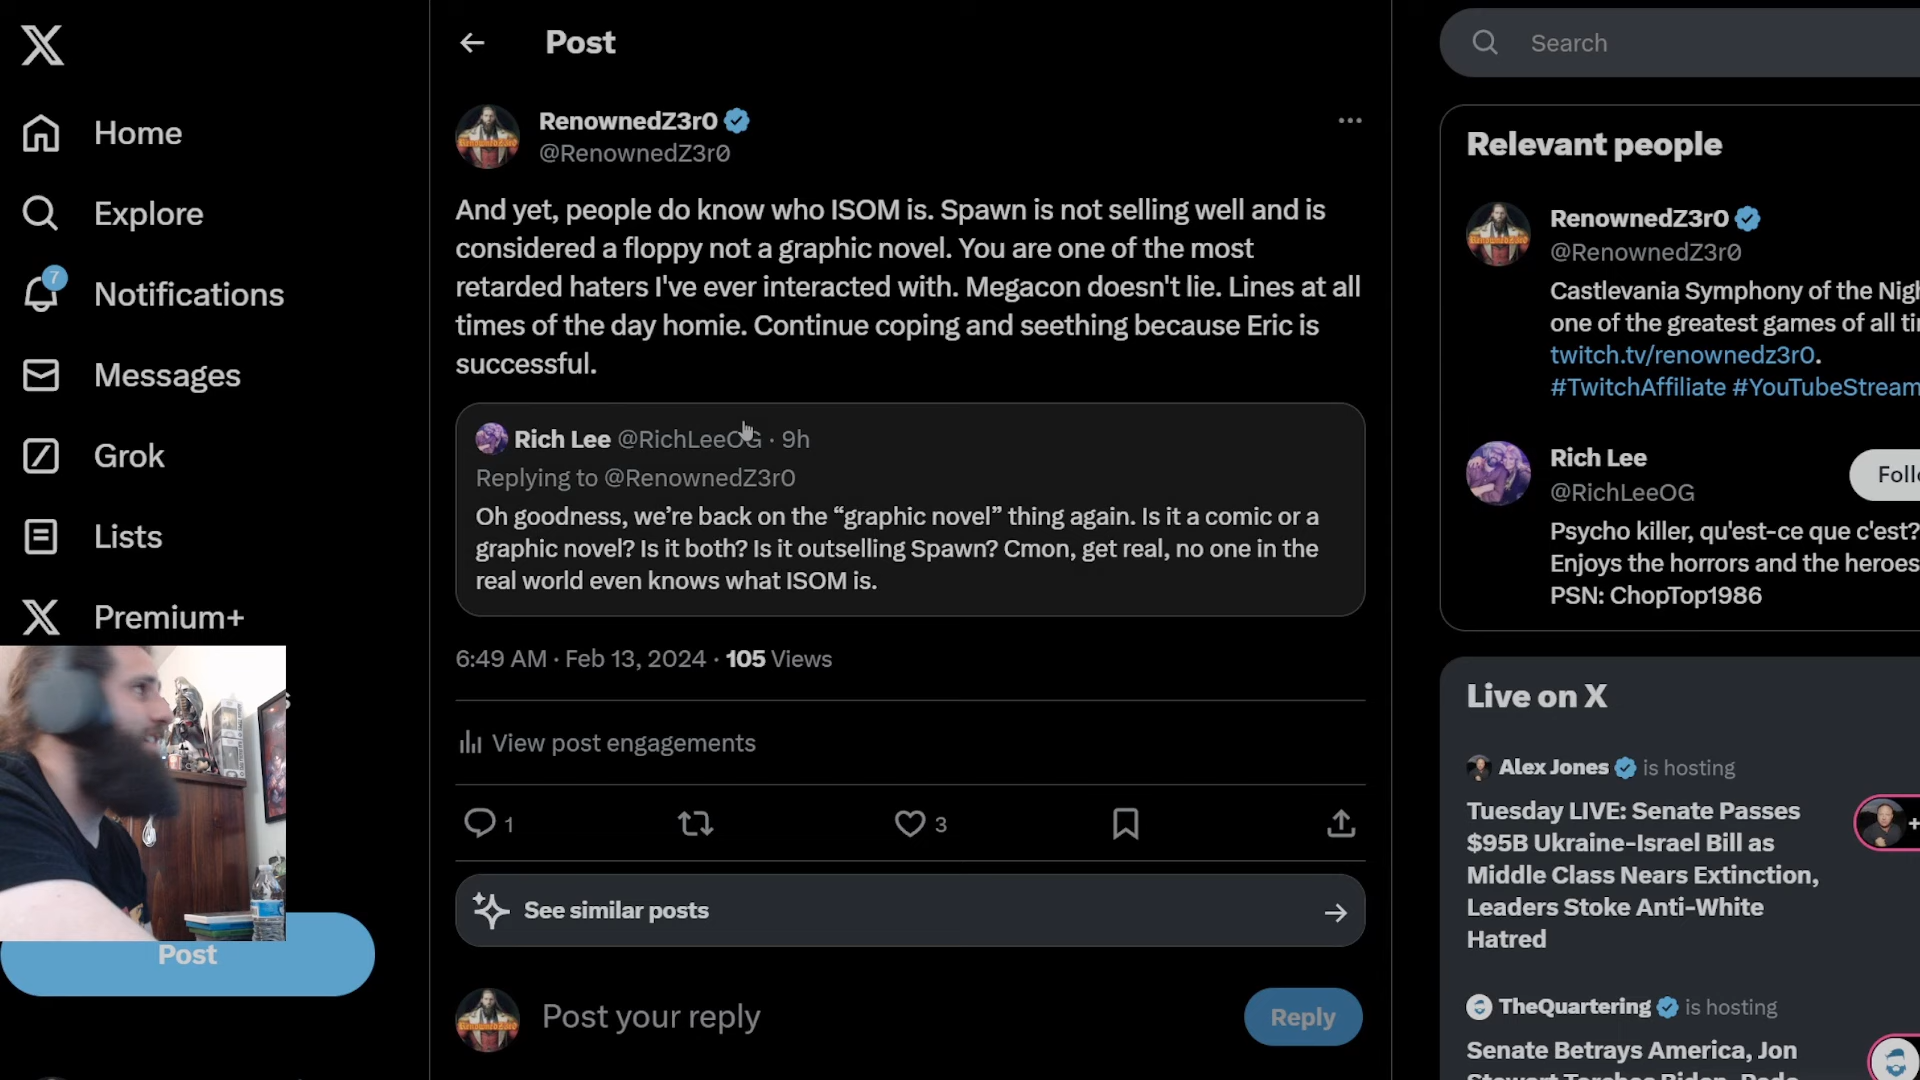 Home
Explore
7
Notifications
Messages
Grok
Lists
Premium+
Post
Post
RenownedZ3r0
@RenownedZ3r0
And yet, people do know who ISOM is. Spawn is not selling well and is
considered a floppy not a graphic novel. You are one of the most
retarded haters I've ever interacted with. Megacon doesn't lie. Lines at all
times of the day homie. Continue coping and seething because Eric is
successful.
Rich Lee @RichLeeOG · 9h
Replying to @RenownedZ3r0
Oh goodness, we’re back on the “graphic novel” thing again. Is it a comic or a
graphic novel? Is it both? Is it outselling Spawn? Cmon, get real, no one in the
real world even knows what ISOM is.
6:49 AM · Feb 13, 2024 · 105 Views
View post engagements
1
3
See similar posts
Post your reply
Reply
Search
Relevant people
RenownedZ3r0
@RenownedZ3r0
Castlevania Symphony of the Nigh
one of the greatest games of all
twitch.tv/renownedz3r0.
#TwitchAffiliate #YouTubeStream
Rich Lee
@RichLeeOG
Foll
Psycho killer, qu'est-ce que c'est?
Enjoys the horrors and the heroes
PSN: ChopTop1986
Live on X
Alex Jones is hosting
Tuesday LIVE: Senate Passes
$95B Ukraine-Israel Bill as
Middle Class Nears Extinction,
Leaders Stoke Anti-White
Hatred
TheQuartering is hosting
Senate Betrays America, Jon